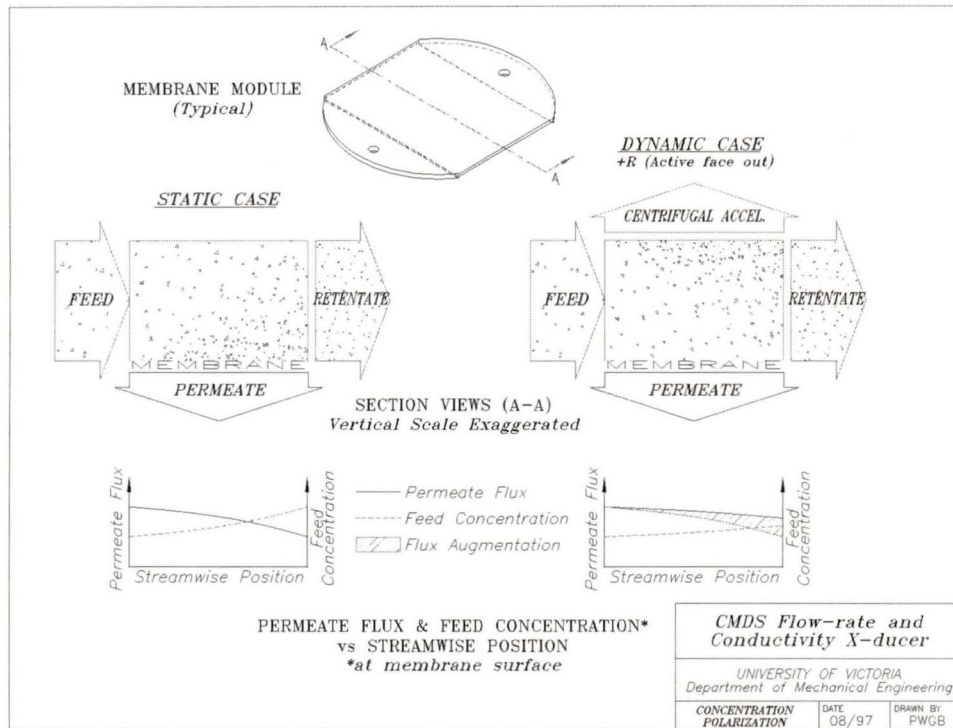 A
MEMBRANE MODULE
(Typical)
A
DYNAMIC CASE
+R (Active face out)
STATIC CASE
CENTRIFUGAL ACCEL.
FEED
RETENTATE
FEED
RETENTATE
MEMBRANE
MEMBRANE
PERMEATE
PERMEATE
SECTION VIEWS (A-A)
Vertical Scale Exaggerated
Permeate Flux
Feed
Concentration
Streamwise Position
Permeate Flux
Feed Concentration
Flux Augmentation
Permeate Flux
Feed
Concentration
Streamwise Position
PERMEATE FLUX & FEED CONCENTRATION*
vs STREAMWISE POSITION
*at membrane surface
CMDS Flow-rate and
Conductivity X-ducer
UNIVERSITY OF VICTORIA
Department of Mechanical Engineering
CONCENTRATION
POLARIZATION
DATE
08/97
DRAWN BY
PWGB